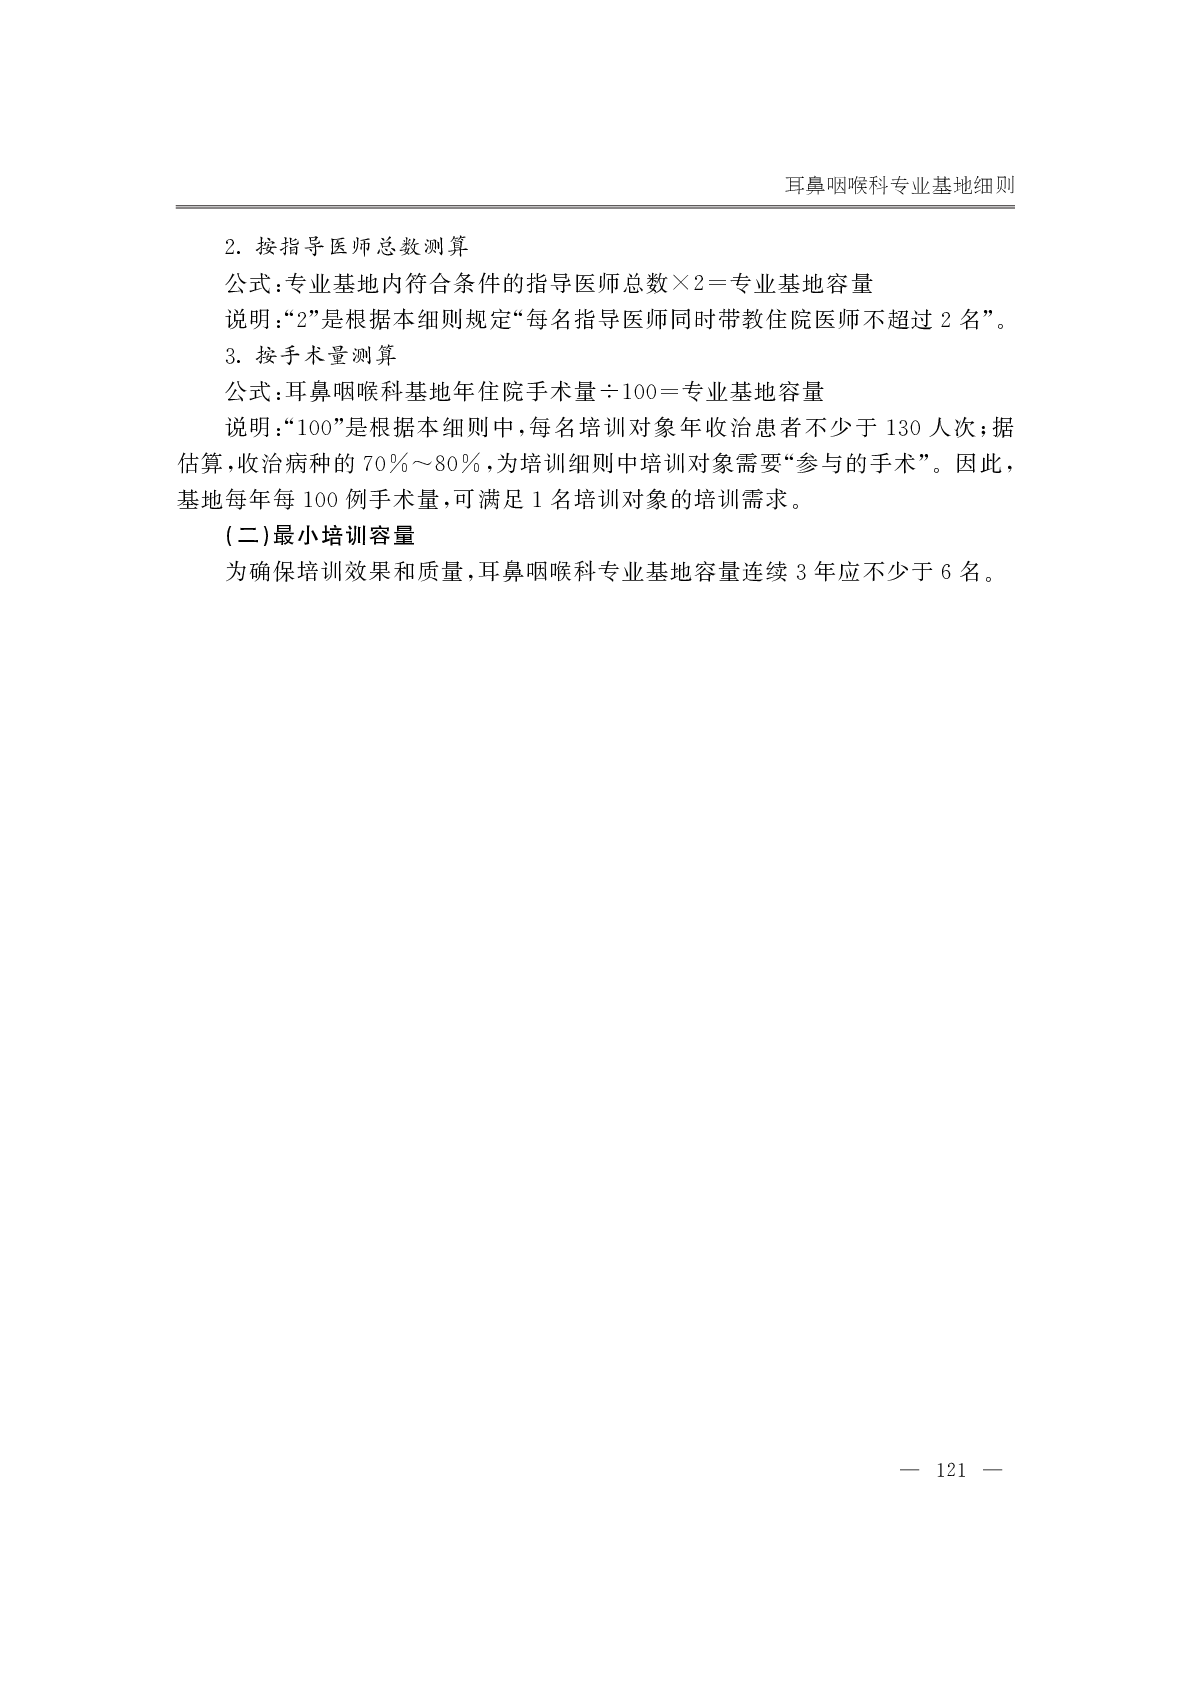 耳鼻咽喉科专业基地细则
2. 按指导医师总数测算
公式:专业基地内符合条件的指导医师总数×2=专业基地容量
说明:“2”是根据本细则规定“每名指导医师同时带教住院医师不超过 2 名”。
3. 按手术量测算
公式:耳鼻咽喉科基地年住院手术量÷100=专业基地容量
说明:“100”是根据本细则中,每名培训对象年收治患者不少于 130 人次;据
估算,收治病种的 70%～80%,为培训细则中培训对象需要“参与的手术”。因此,
基地每年每 100 例手术量,可满足 1 名培训对象的培训需求。
(二)最小培训容量
为确保培训效果和质量,耳鼻咽喉科专业基地容量连续 3 年应不少于 6 名。
— 121 —